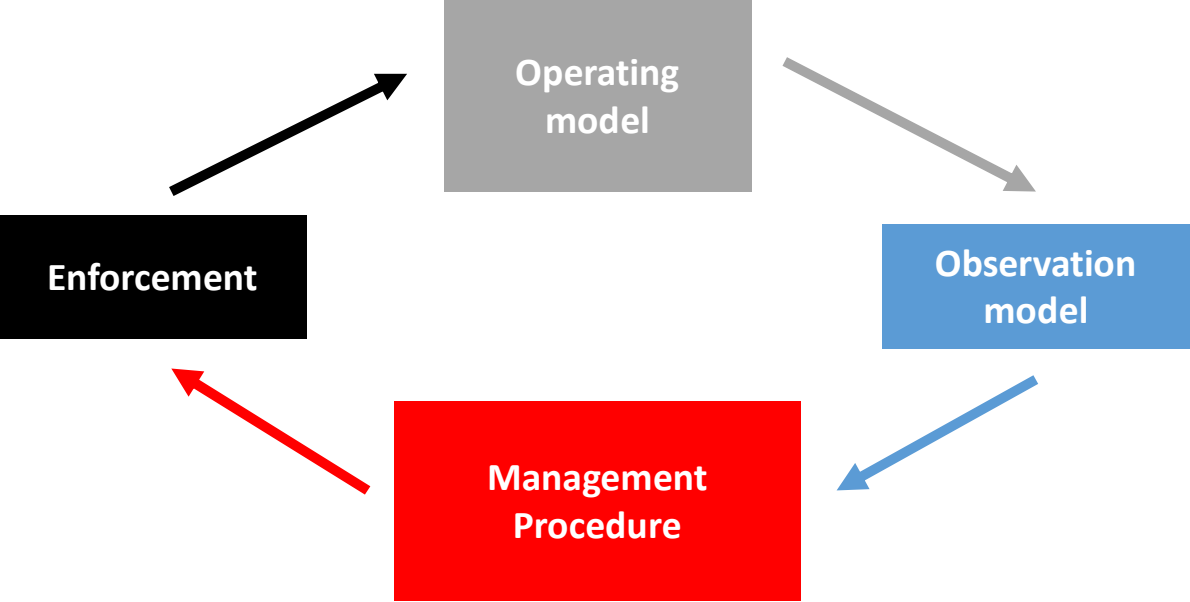 Operating
model
Enforcement
Observation
model
Management
Procedure